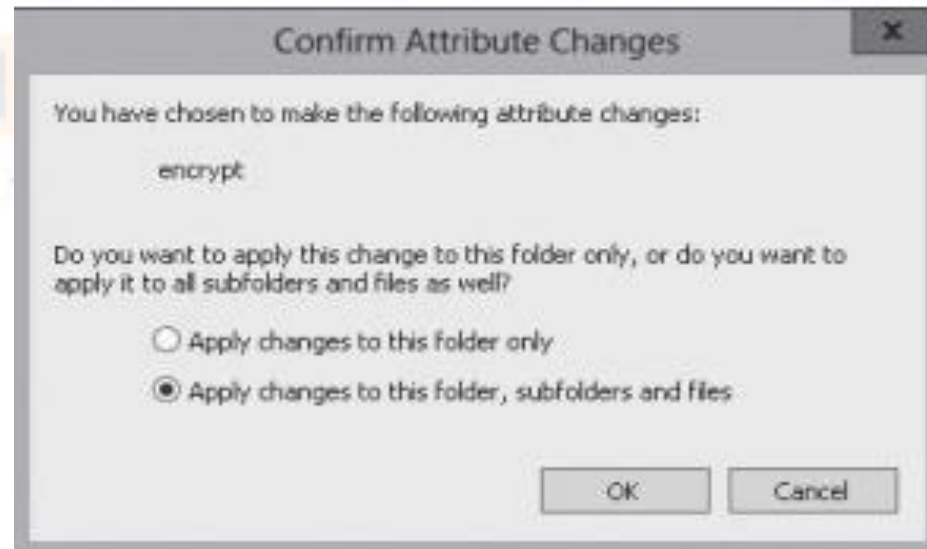 Confirm Attribute Changes
You have chosen to make the following attribute changes:
encrypt
Do you want to apply this change to this folder only, or do you want to
apply it to all subfolders and files as well?
Apply changes to this folder only
Apply changes to this folder, subfolders and files
OK
Cancel